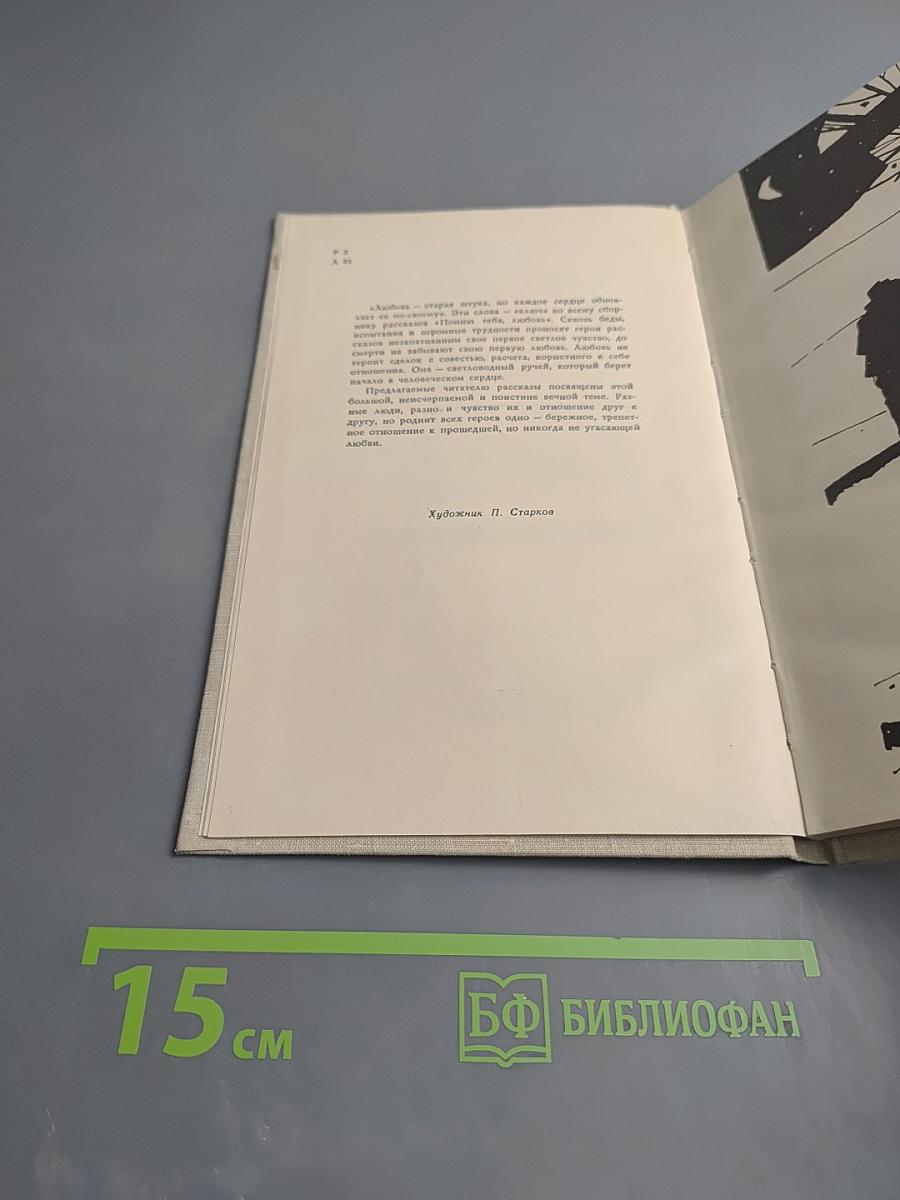 Р 2
«Любовь — старая штука, но каждое сердце обнов-
ляет ее по-своему». Эти слова — «ключ» ко всему сбор-
нику рассказов «Помню тебя, любовь». Сквозь беды,
испытания и огромные трудности проносят герои рас-
сказов незапятнанным свое первое светлое чувство, до
смерти не забывают свою первую любовь. Любовь не
терпит сделок с совестью, расчета, корыстного к себе
отношения. Она — светловодный ручей, который берет
начало в человеческом сердце.
Предлагаемые читателю рассказы посвящены этой
большой, неисчерпаемой и поистине вечной теме. Раз-
ные люди, разно и чувство их и отношение друг к
другу, но роднит всех героев одно — бережное, трепет-
ное отношение к прошедшей, но никогда не угасающей
любви.
Художник П. Старков
15 см
БФ БИБЛИОФАН